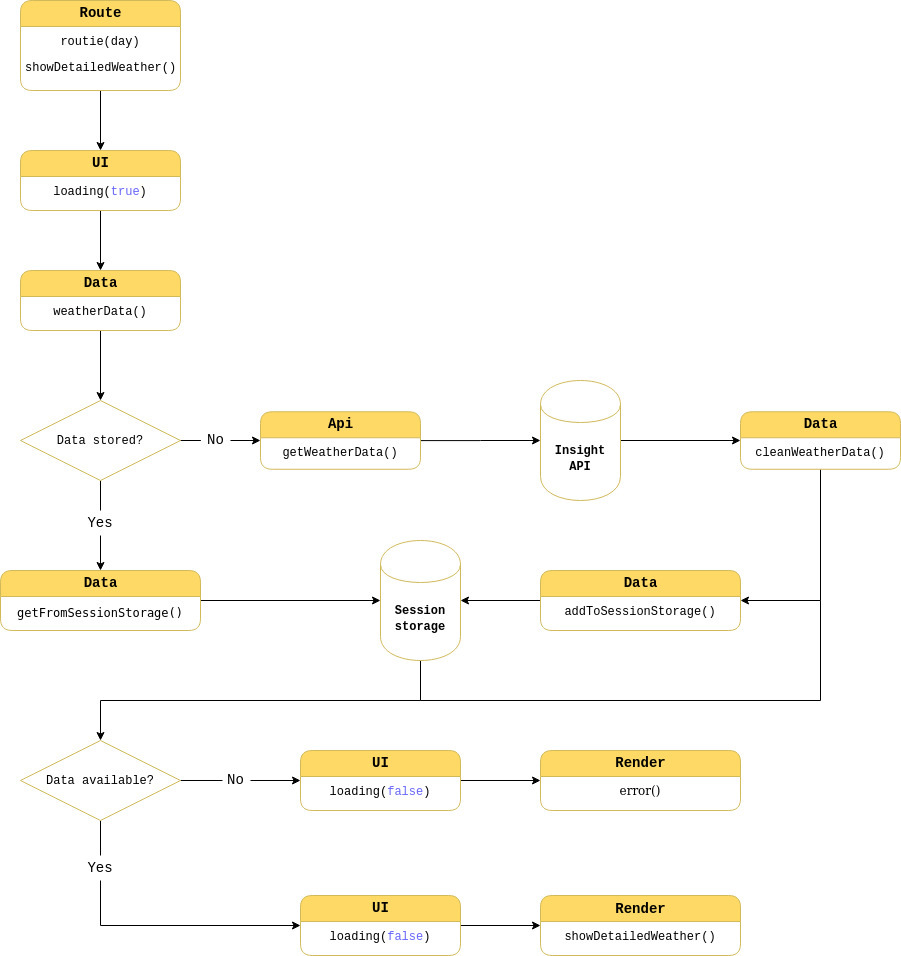 Route
routie(day)
showDetailedWeather()
UI
loading(true)
Data
weatherData()
Data stored?
No
Api
getWeatherData()
Insight
API
Data
cleanWeatherData()
Yes
Data
getFromSessionStorage()
Session
storage
Data
addToSessionStorage()
Data available?
No
UI
loading(false)
Render
error()
Yes
UI
loading(false)
Render
showDetailedWeather()